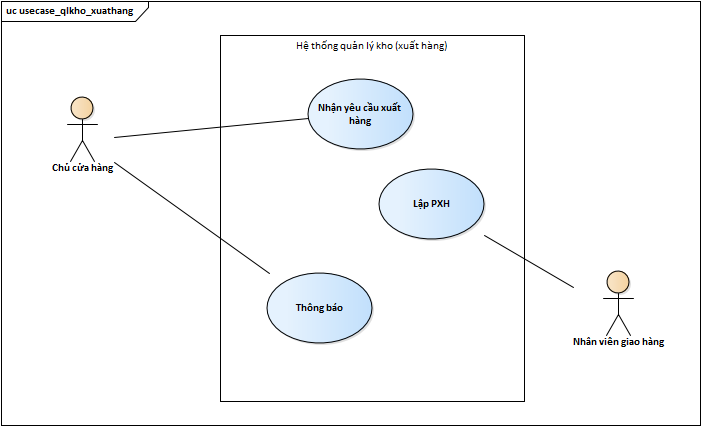 uc usecase_qlkho_xuathang
Hệ thống quản lý kho (xuất hàng)
Nhận yêu cầu xuất
hàng
Chủ cửa hàng
Lập PXH
Thông báo
Nhân viên giao hàng